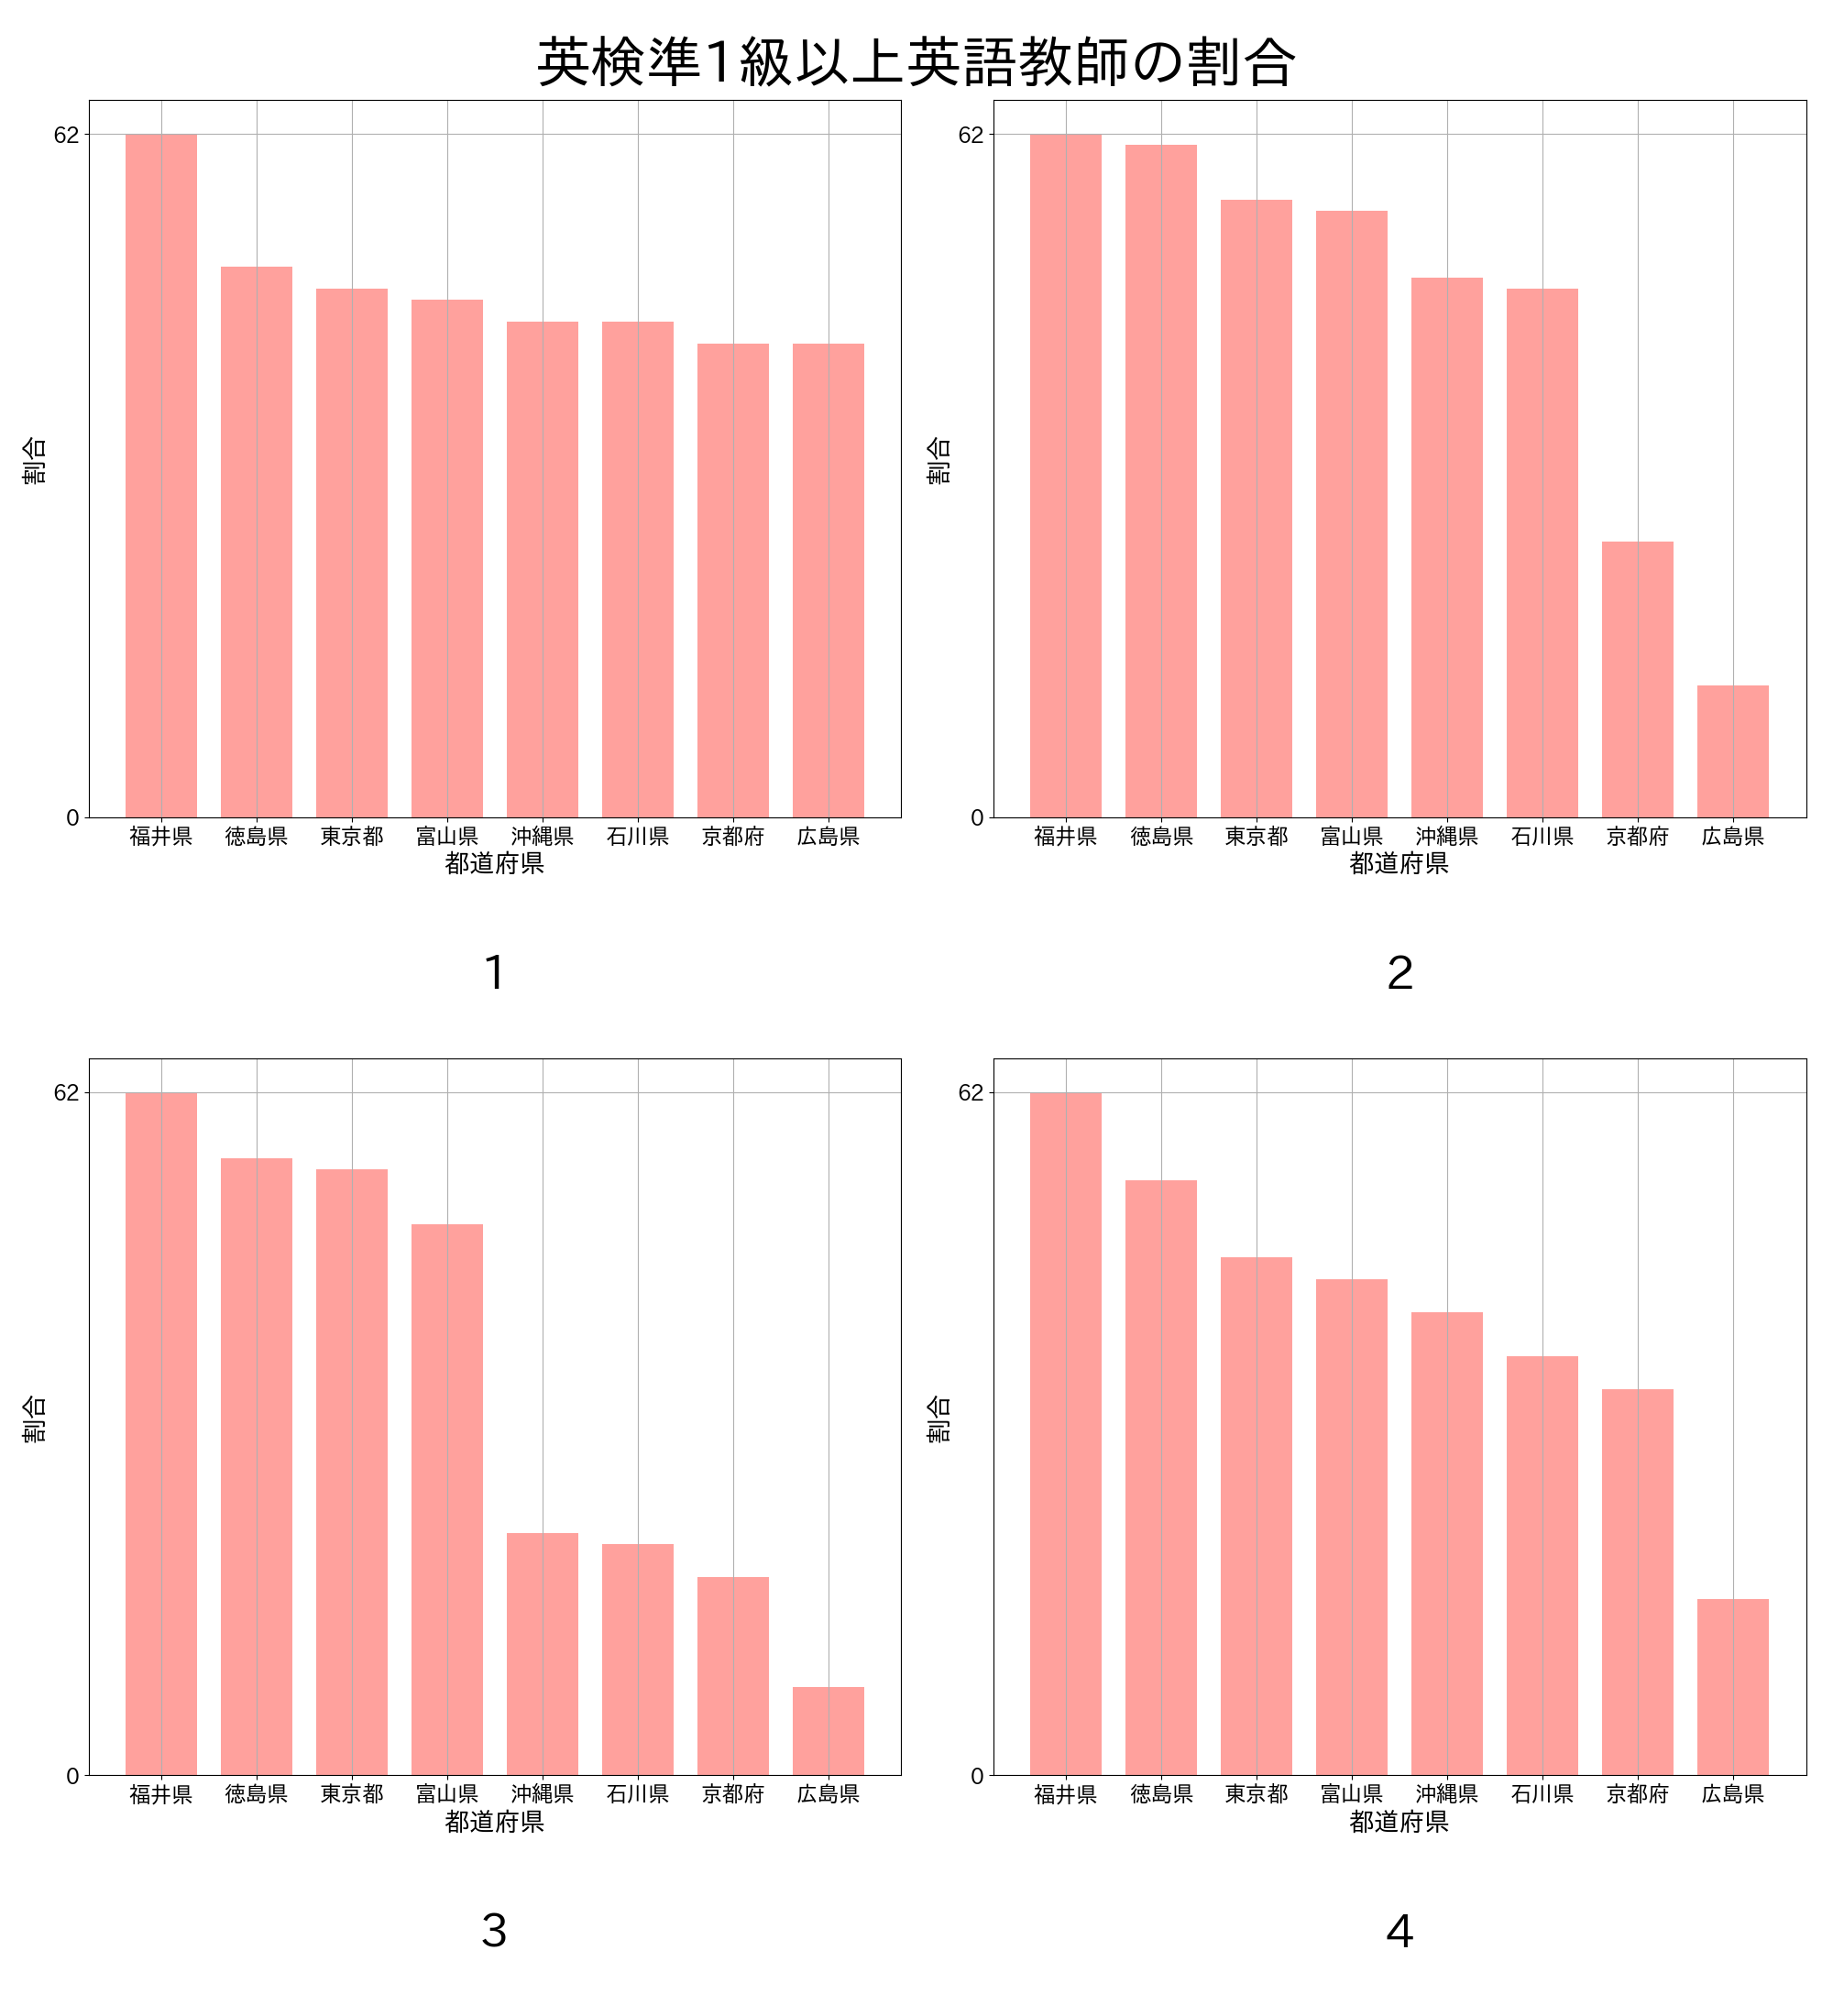 英検準1級以上英語教師の割合
62
0
割合
福井県 徳島県 東京都 富山県 沖縄県 石川県 京都府 広島県
都道府県
1
62
0
割合
福井県 徳島県 東京都 富山県 沖縄県 石川県 京都府 広島県
都道府県
2
62
0
割合
福井県 徳島県 東京都 富山県 沖縄県 石川県 京都府 広島県
都道府県
3
62
0
割合
福井県 徳島県 東京都 富山県 沖縄県 石川県 京都府 広島県
都道府県
4